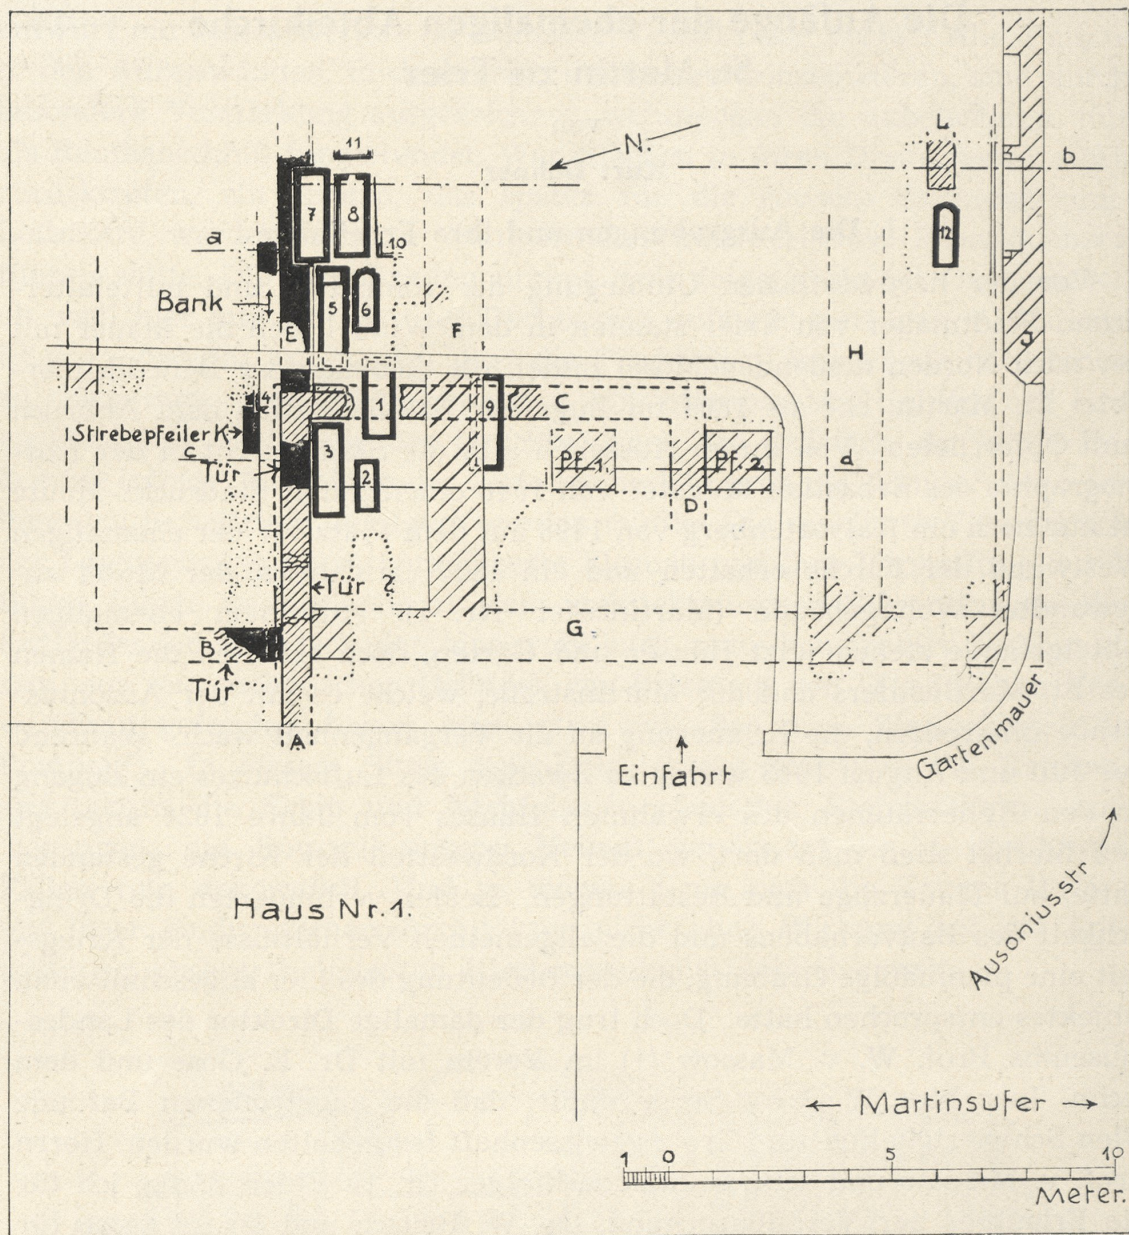 L
11
N.
b
7
8
12
a
10
Bank
5
6
E
F
H
J
4
1
9
C
Strebepfeiler K
Pf. 1.
Pf. 2.
c
d
Tür
3
2
D
Tür 2
G
B
Tür
A
Einfahrt
Gartenmauer
Haus Nr. 1.
Ausoniusstr
Martinsufer
1 0 5 10
Meter.